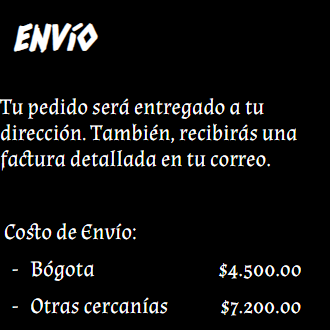 ENVÍO
Tu pedido será entregado a tu
dirección. También, recibirás una
factura detallada en tu correo.
Costo de Envío:
- Bógota $4.500.00
- Otras cercanías $7.200.00